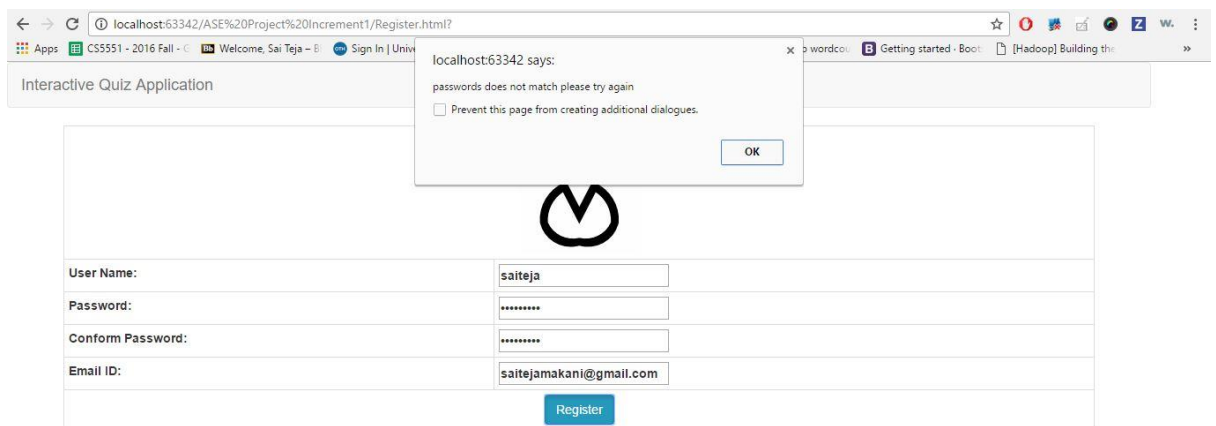 localhost:63342/ASE%20Project%20Increment1/Register.html?
Apps CS5551 - 2016 Fall - Welcome, Sai Teja – Sign In | wordcou Getting started · Boot [Hadoop] Building the »
localhost:63342 says:
passwords does not match please try again
Prevent this page from creating additional dialogues.
OK
Interactive Quiz Application
User Name: saiteja
Password: •••••••••
Conform Password: •••••••••
Email ID: saitejamakani@gmail.com
Register